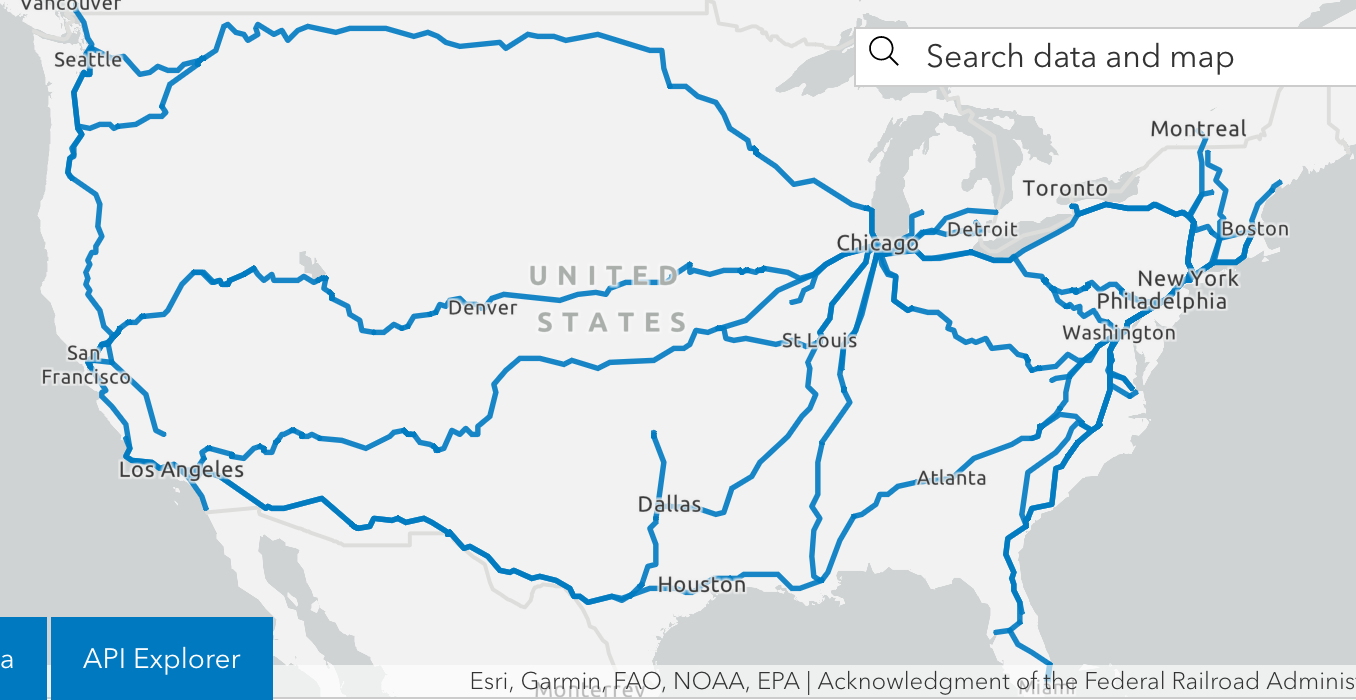 Vancouver
Seattle
Search data and map
Montreal
Toronto
Detroit
Boston
Chicago
UNITED
STATES
New York
Philadelphia
Denver
Washington
St Louis
San
Francisco
Los Angeles
Atlanta
Dallas
Houston
a
API Explorer
Esri, Garmin, FAO, NOAA, EPA | Acknowledgment of the Federal Railroad Adminis
Monterrey
Miami